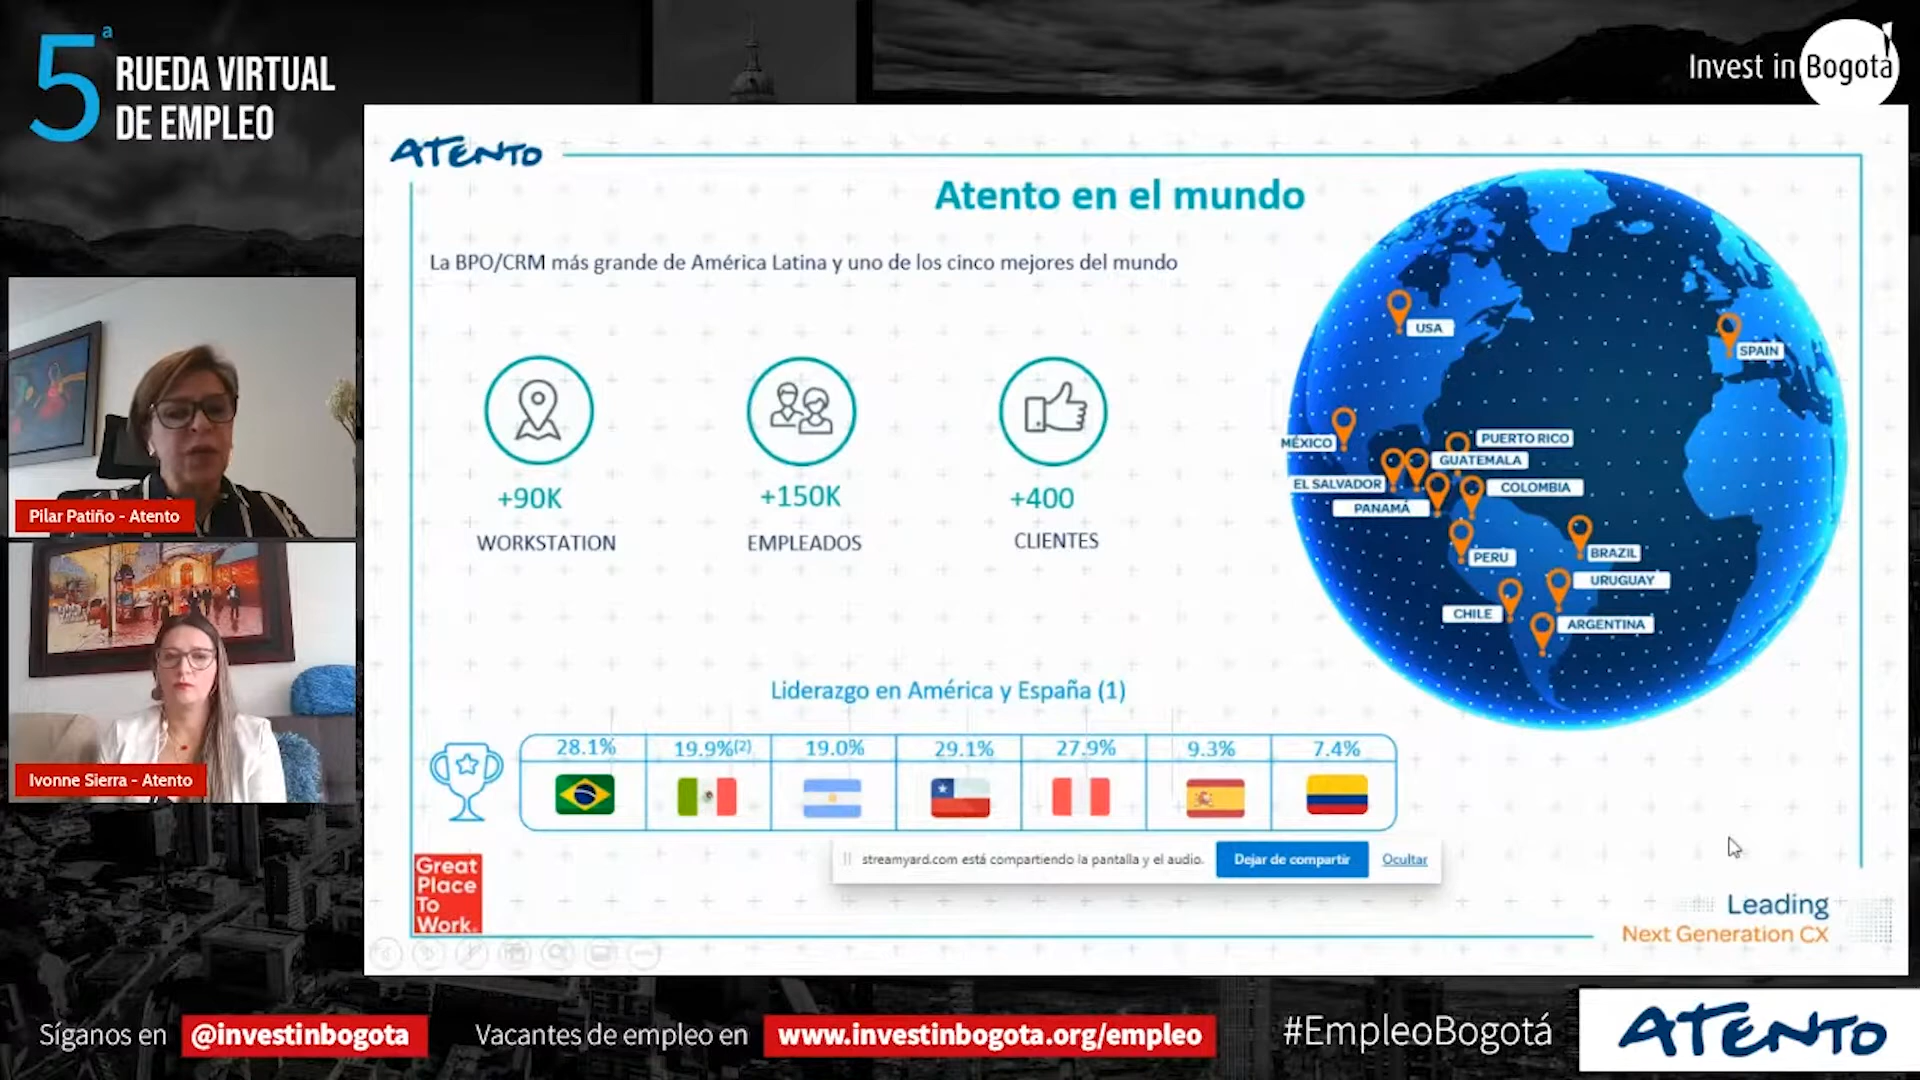 5ª RUEDA VIRTUAL
DE EMPLEO
Invest in Bogotá
ATENTO
Atento en el mundo
La BPO/CRM más grande de América Latina y uno de los cinco mejores del mundo
+90K
WORKSTATION
+150K
EMPLEADOS
+400
CLIENTES
USA
SPAIN
MÉXICO
PUERTO RICO
GUATEMALA
EL SALVADOR
COLOMBIA
PANAMÁ
BRAZIL
PERU
URUGUAY
CHILE
ARGENTINA
Pilar Patiño - Atento
Ivonne Sierra - Atento
Liderazgo en América y España (1)
28.1% 19.9%(2) 19.0% 29.1% 27.9% 9.3% 7.4%
streamyard.com está compartiendo la pantalla y el audio. Dejar de compartir Ocultar
Great
Place
To
Work.
Leading
Next Generation CX
Síganos en @investinbogota Vacantes de empleo en www.investinbogota.org/empleo #EmpleoBogotá ATENTO